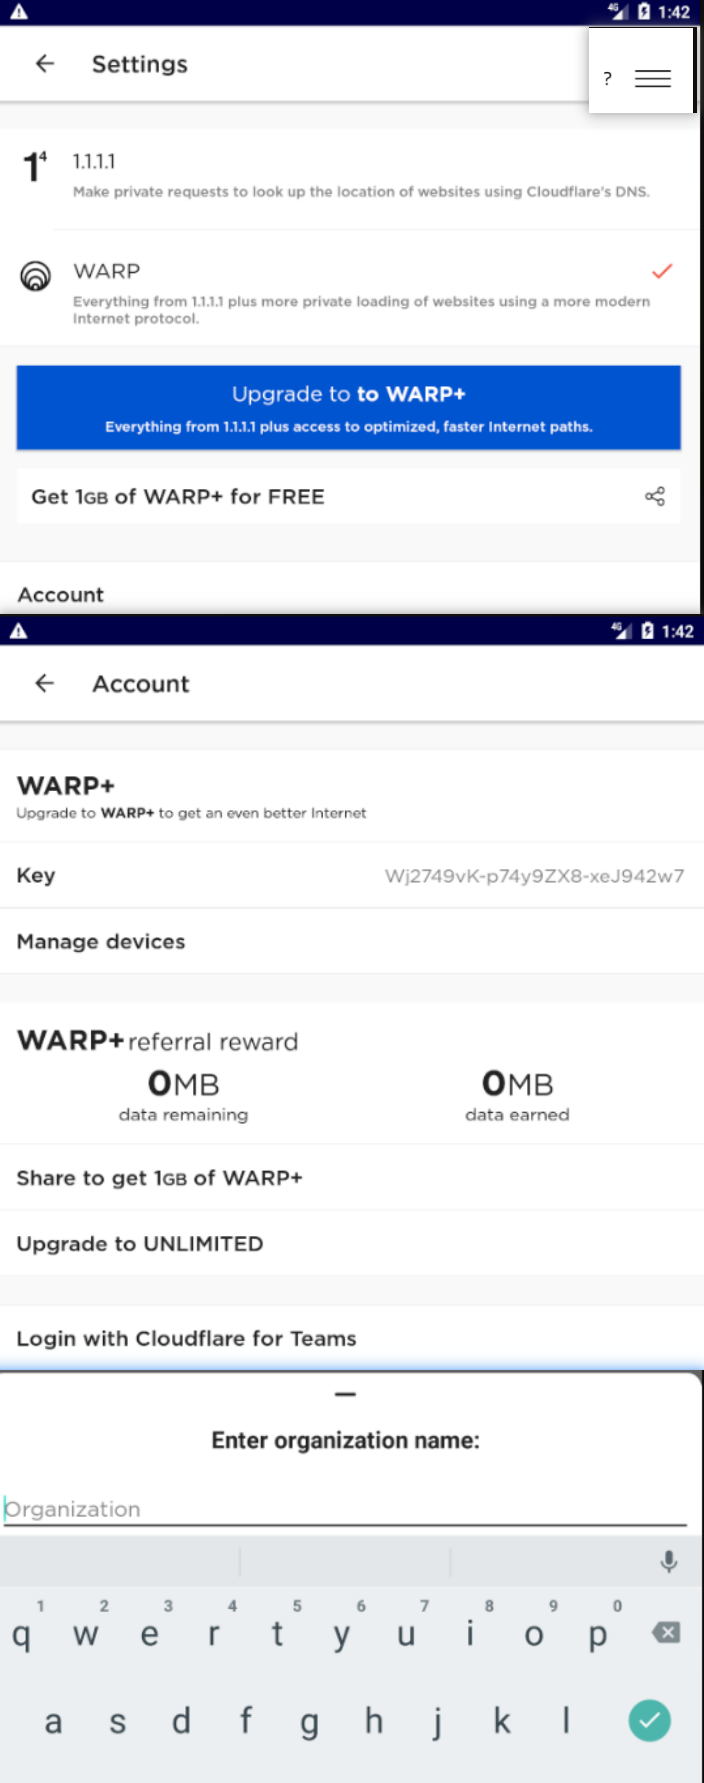 4G 1:42
Settings
?
1⁴
1.1.1.1
Make private requests to look up the location of websites using Cloudflare's DNS.
WARP
Everything from 1.1.1.1 plus more private loading of websites using a more modern
Internet protocol.
Upgrade to to WARP+
Everything from 1.1.1.1 plus access to optimized, faster Internet paths.
Get 1GB of WARP+ for FREE
Account
4G 1:42
Account
WARP+
Upgrade to WARP+ to get an even better Internet
Key Wj2749vK-p74y9ZX8-xeJ942w7
Manage devices
WARP+ referral reward
0MB 0MB
data remaining data earned
Share to get 1GB of WARP+
Upgrade to UNLIMITED
Login with Cloudflare for Teams
Enter organization name:
Organization
1 2 3 4 5 6 7 8 9 0
q w e r t y u i o p
a s d f g h j k l